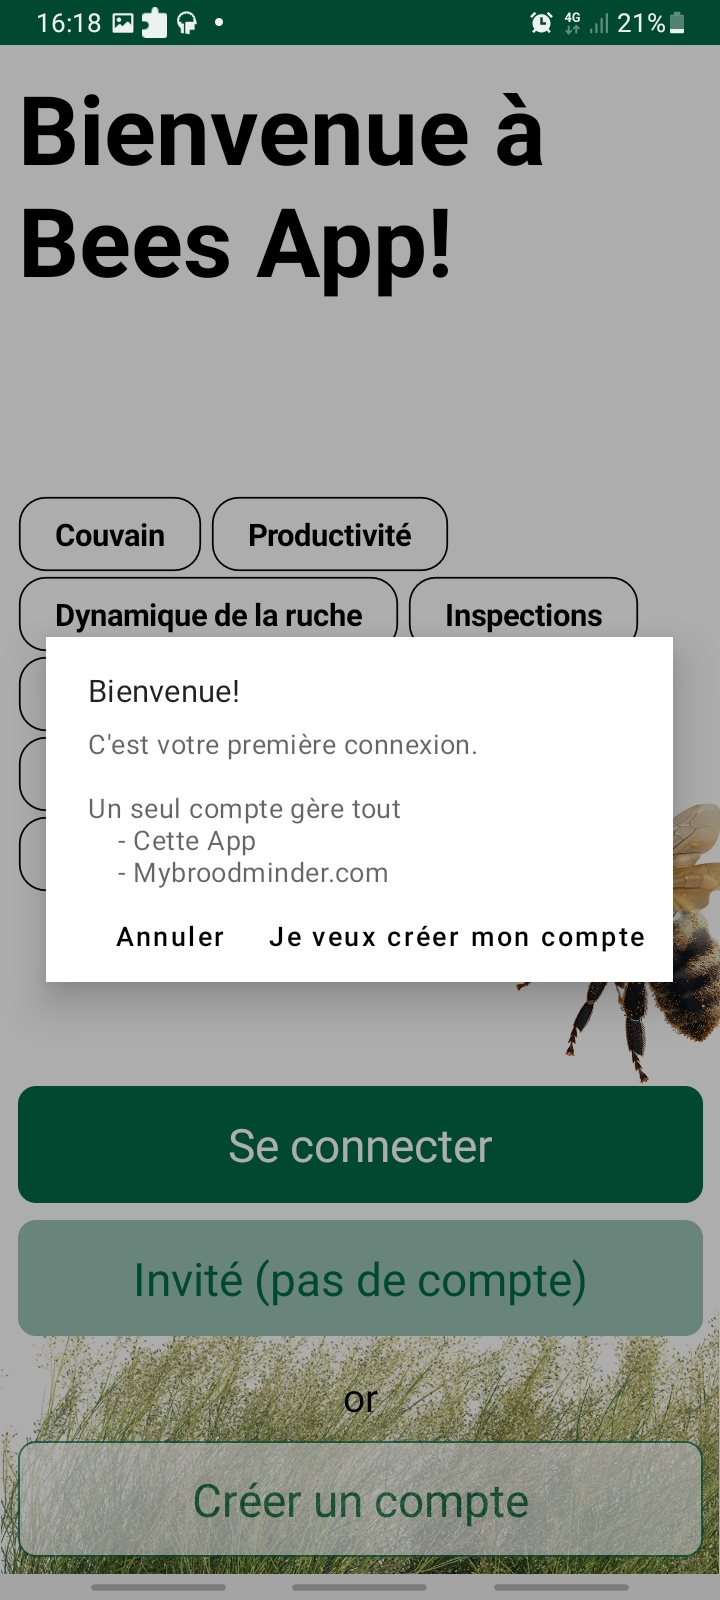 16:18
4G
21%
Bienvenue à
Bees App!
Couvain
Productivité
Dynamique de la ruche
Inspections
Bienvenue!
C'est votre première connexion.
Un seul compte gère tout
- Cette App
- Mybroodminder.com
Annuler
Je veux créer mon compte
Se connecter
Invité (pas de compte)
or
Créer un compte